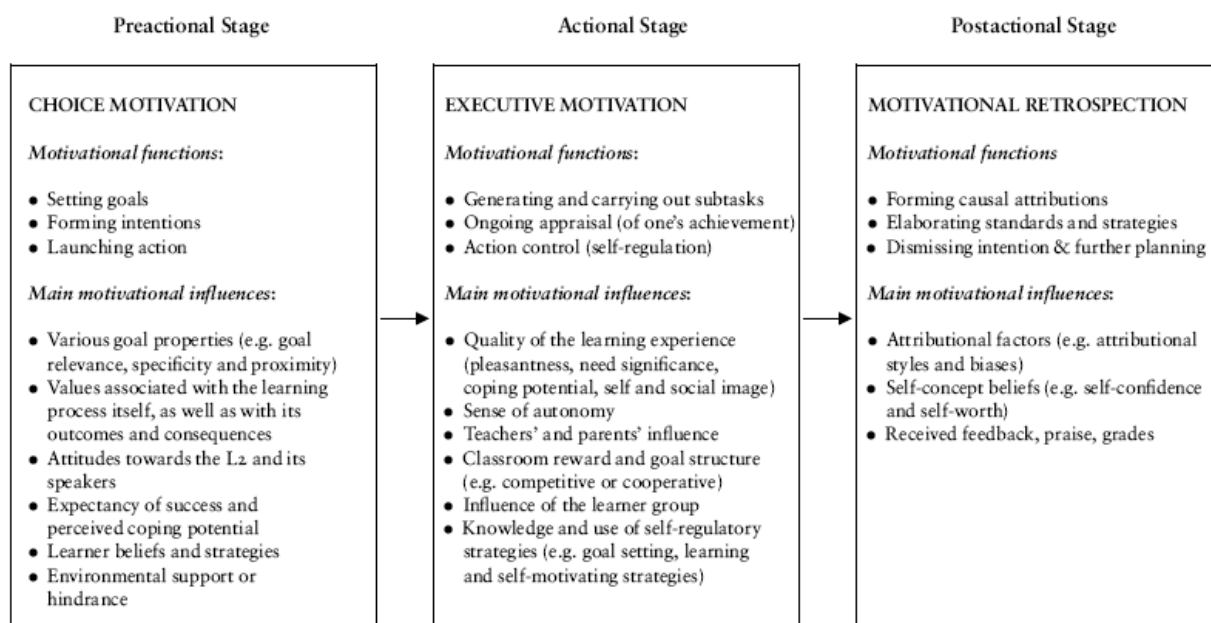 Preactional Stage
CHOICE MOTIVATION
Motivational functions:
● Setting goals
● Forming intentions
● Launching action
Main motivational influences:
● Various goal properties (e.g. goal
relevance, specificity and proximity)
● Values associated with the learning
process itself, as well as with its
outcomes and consequences
● Attitudes towards the L2 and its
speakers
● Expectancy of success and
perceived coping potential
● Learner beliefs and strategies
● Environmental support or
hindrance
Actional Stage
EXECUTIVE MOTIVATION
Motivational functions:
● Generating and carrying out subtasks
● Ongoing appraisal (of one's achievement)
● Action control (self-regulation)
Main motivational influences:
● Quality of the learning experience
(pleasantness, need significance,
coping potential, self and social image)
● Sense of autonomy
● Teachers' and parents' influence
● Classroom reward and goal structure
(e.g. competitive or cooperative)
● Influence of the learner group
● Knowledge and use of self-regulatory
strategies (e.g. goal setting, learning
and self-motivating strategies)
Postactional Stage
MOTIVATIONAL RETROSPECTION
Motivational functions
● Forming causal attributions
● Elaborating standards and strategies
● Dismissing intention & further planning
Main motivational influences:
● Attributional factors (e.g. attributional
styles and biases)
● Self-concept beliefs (e.g. self-confidence
and self-worth)
● Received feedback, praise, grades